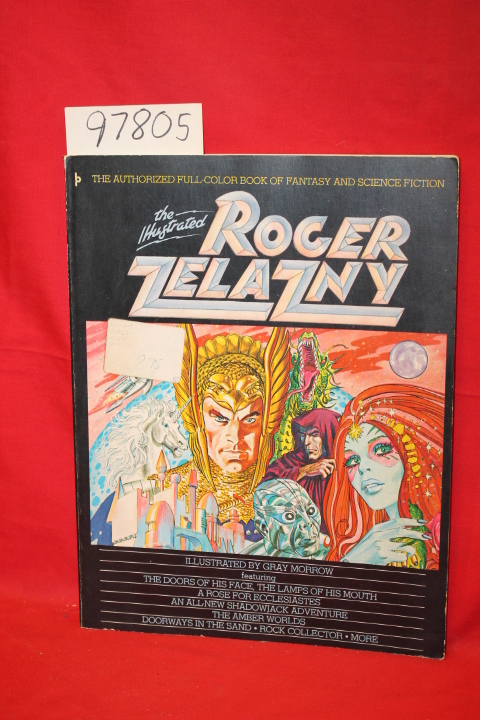 97805
THE AUTHORIZED FULL-COLOR BOOK OF FANTASY AND SCIENCE FICTION
the Illustrated
ROGER ZELAZNY
ILLUSTRATED BY GRAY MORROW
featuring
THE DOORS OF HIS FACE, THE LAMPS OF HIS MOUTH
A ROSE FOR ECCLESIASTES
AN ALL-NEW SHADOWJACK ADVENTURE
THE AMBER WORLDS
DOORWAYS IN THE SAND • ROCK COLLECTOR • MORE